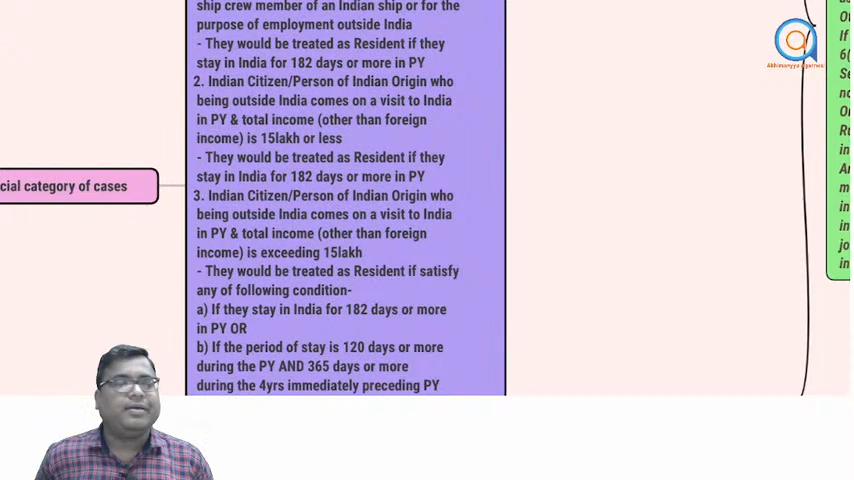 ship crew member of an Indian ship or for the
purpose of employment outside India
- They would be treated as Resident if they
stay in India for 182 days or more in PY
2. Indian Citizen/Person of Indian Origin who
being outside India comes on a visit to India
in PY & total income (other than foreign
income) is 15lakh or less
- They would be treated as Resident if they
stay in India for 182 days or more in PY
3. Indian Citizen/Person of Indian Origin who
being outside India comes on a visit to India
in PY & total income (other than foreign
income) is exceeding 15lakh
- They would be treated as Resident if satisfy
any of following condition-
a) If they stay in India for 182 days or more
in PY OR
b) If the period of stay is 120 days or more
during the PY AND 365 days or more
during the 4yrs immediately preceding PY
cial category of cases
Abhimanyyu Agarrwal
If
6(
in
in
in
in